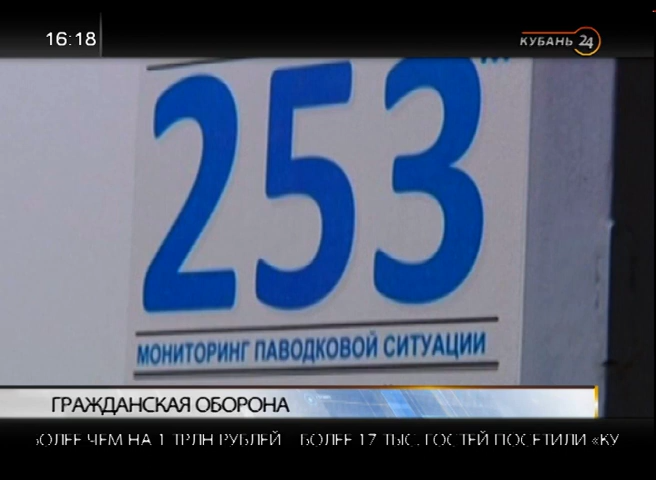 16:18
КУБАНЬ 24
253
МОНИТОРИНГ ПАВОДКОВОЙ СИТУАЦИИ
ГРАЖДАНСКАЯ ОБОРОНА
БОЛЕЕ ЧЕМ НА 1 ТРЛН РУБЛЕЙ БОЛЕЕ 17 ТЫС. ГОСТЕЙ ПОСЕТИЛИ «КУ